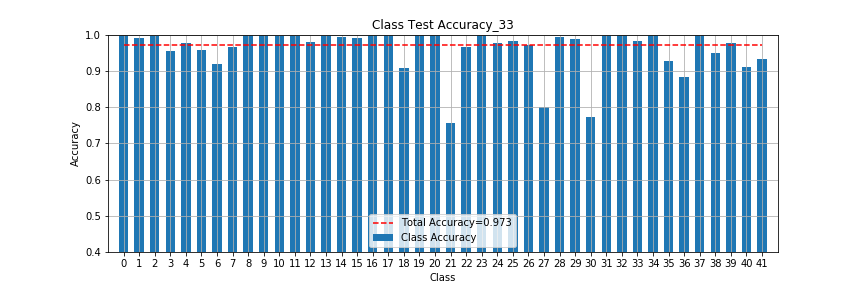 Class Test Accuracy_33
1.0
0.9
0.8
0.7
0.6
0.5
0.4
Accuracy
Total Accuracy=0.973
Class Accuracy
0 1 2 3 4 5 6 7 8 9 10 11 12 13 14 15 16 17 18 19 20 21 22 23 24 25 26 27 28 29 30 31 32 33 34 35 36 37 38 39 40 41
Class